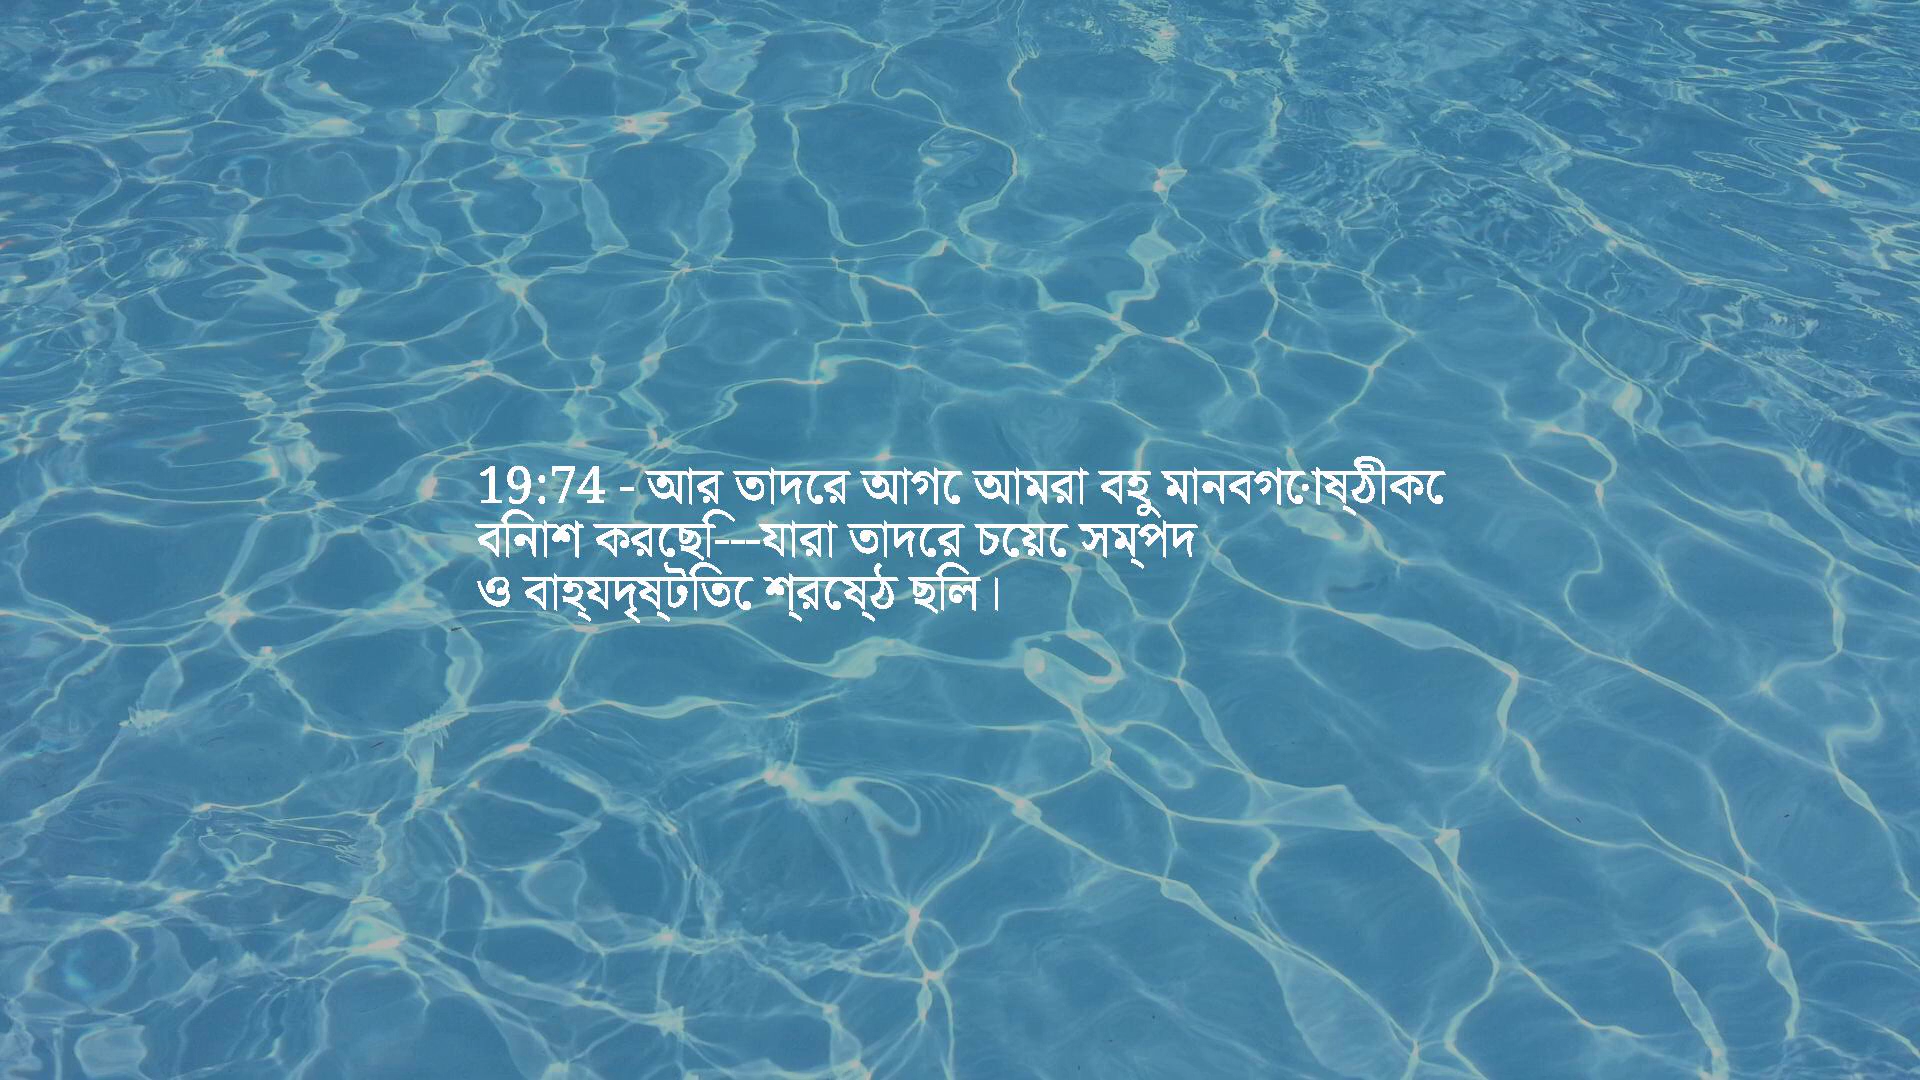 19:74 - আর তাদের আগে আমরা বহু মানবগোষ্ঠীকে
বিনাশ করেছি---যারা তাদের চেয়ে সম্পদ
ও বাহ্যদৃষ্টিতে শ্রেষ্ঠ ছিল।